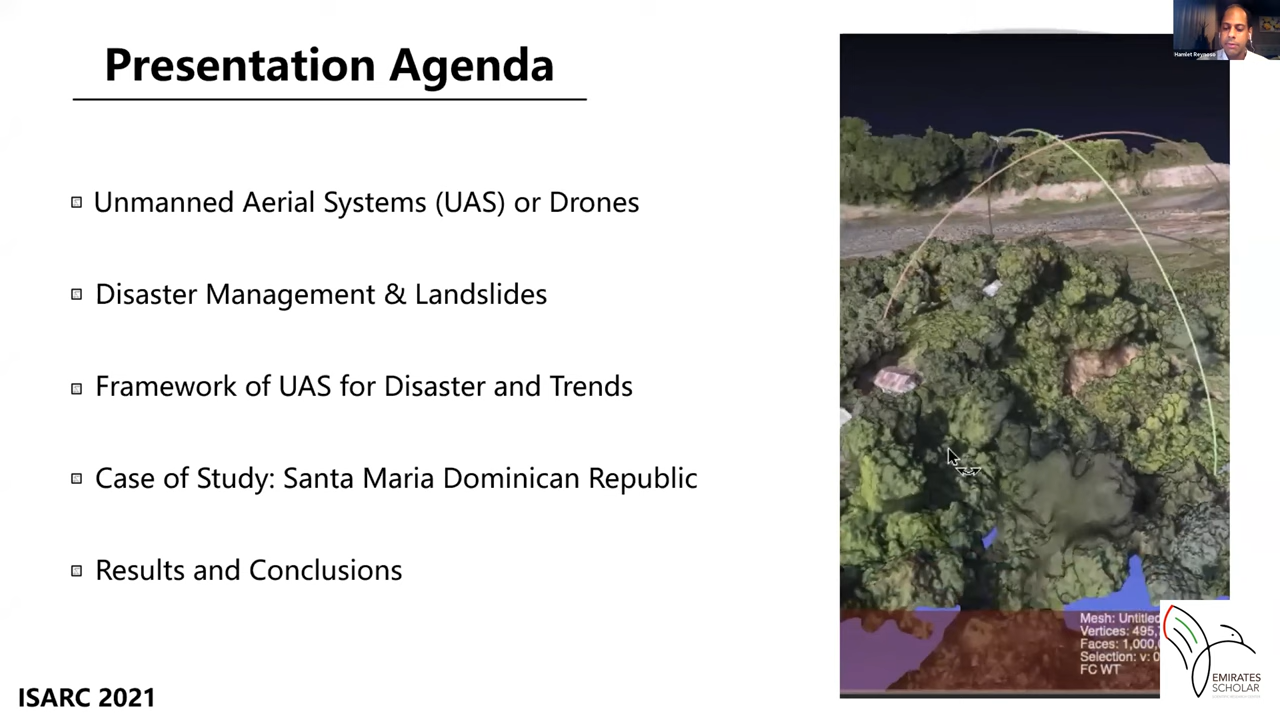 Presentation Agenda
Hamlet Reynoso
Unmanned Aerial Systems (UAS) or Drones
Disaster Management & Landslides
Framework of UAS for Disaster and Trends
Case of Study: Santa Maria Dominican Republic
Results and Conclusions
Mesh: Untitled
Vertices: 495,
Faces: 1,000,
Selection: v: 0
FC WT
EMIRATES
SCHOLAR
ISARC 2021